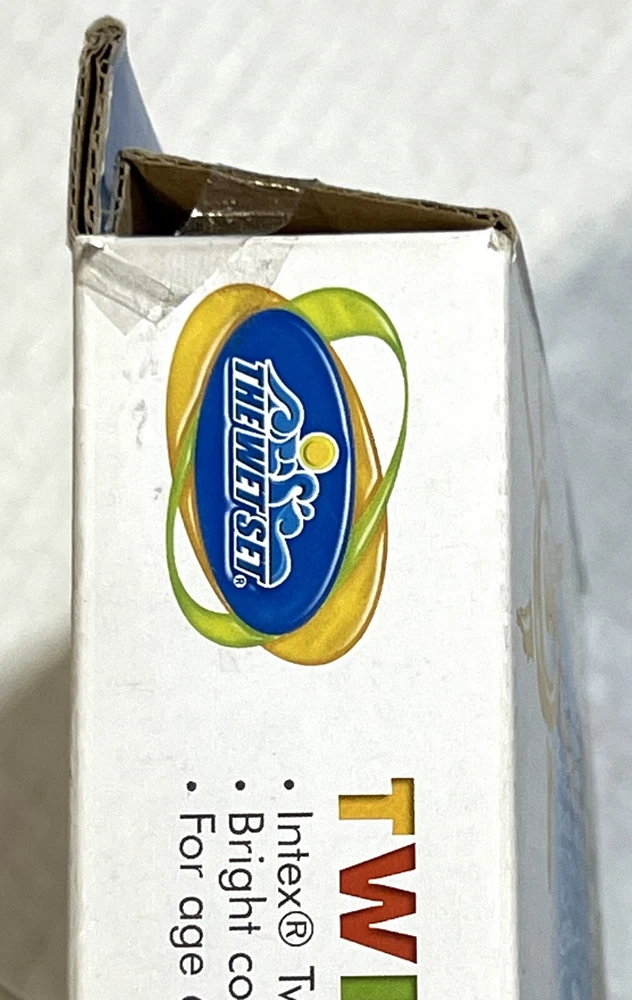 THE WET SET®
TW
• Intex® Tw
• Bright co
• For age